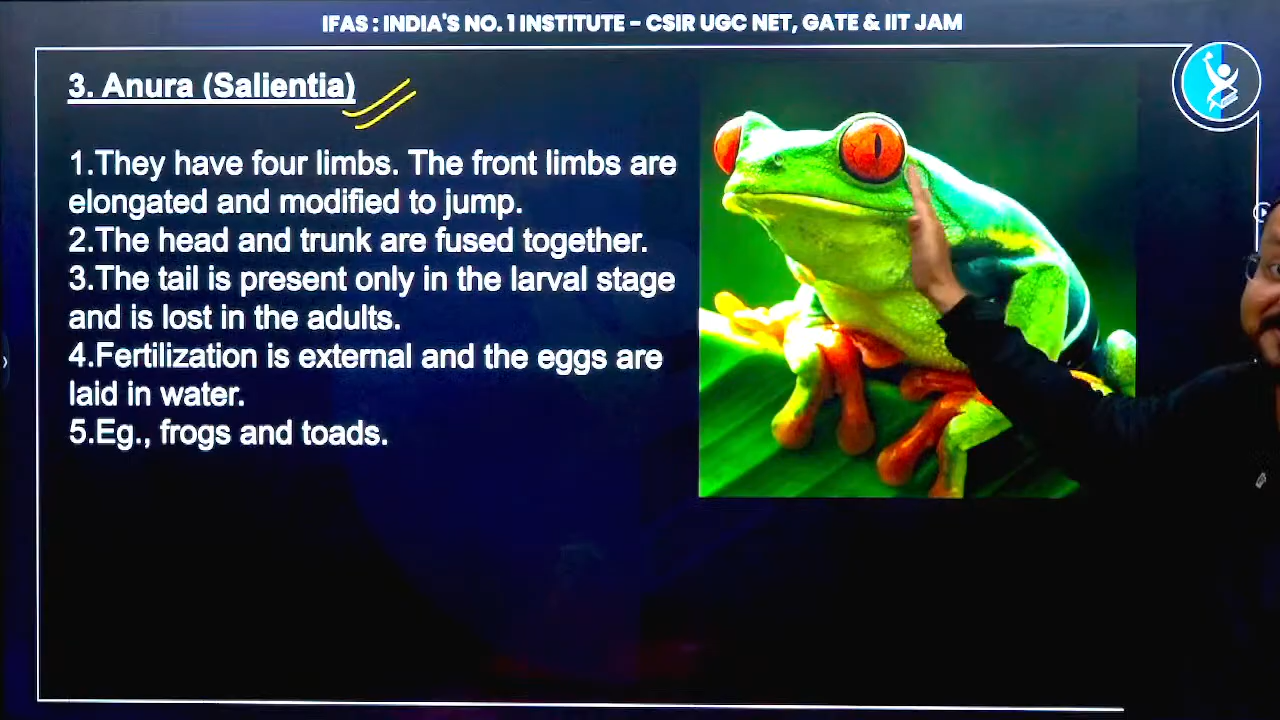 IFAS : INDIA'S NO. 1 INSTITUTE – CSIR UGC NET, GATE & IIT JAM
3. Anura (Salientia)
1.They have four limbs. The front limbs are
elongated and modified to jump.
2.The head and trunk are fused together.
3.The tail is present only in the larval stage
and is lost in the adults.
4.Fertilization is external and the eggs are
laid in water.
5.Eg., frogs and toads.